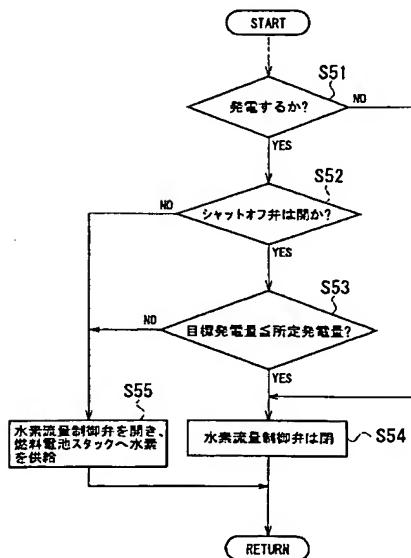 START
S51
発電するか?
NO
YES
S52
シャットオフ弁は開か?
NO
YES
S53
目標発電量≦所定発電量?
NO
YES
S55
水素流量制御弁を開き、
燃料電池スタックへ水素
を供給
水素流量制御弁は閉
S54
RETURN